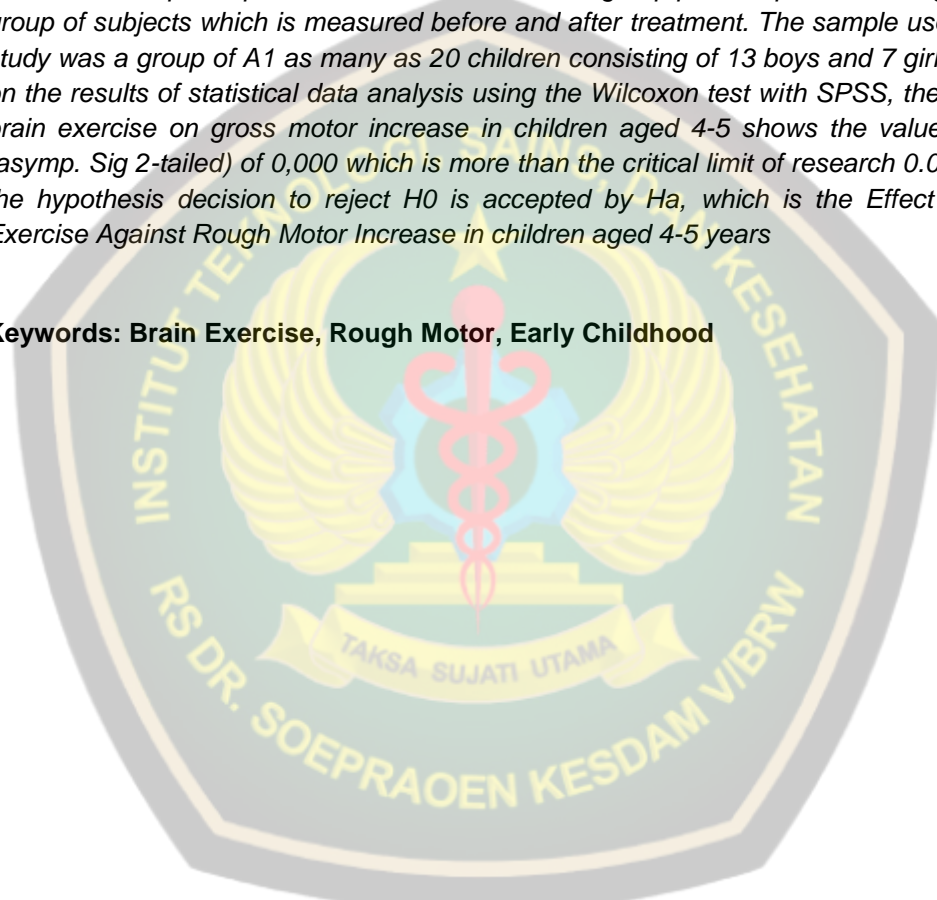 group of subjects which is measured before and after treatment. The sample use
study was a group of A1 as many as 20 children consisting of 13 boys and 7 gir
on the results of statistical data analysis using the Wilcoxon test with SPSS, the
brain exercise on gross motor increase in children aged 4-5 shows the value
asymp. Sig 2-tailed) of 0,000 which is more than the critical limit of research 0.0
the hypothesis decision to reject H0 is accepted by Ha, which is the Effect
Exercise Against Rough Motor Increase in children aged 4-5 years
Keywords: Brain Exercise, Rough Motor, Early Childhood
INSTITUT TEKNOLOGI, SAINS, DAN KESEHATAN
TAKSA SUJATI UTAMA
RS DR. SOEPRAOEN KESDAM V/BRW